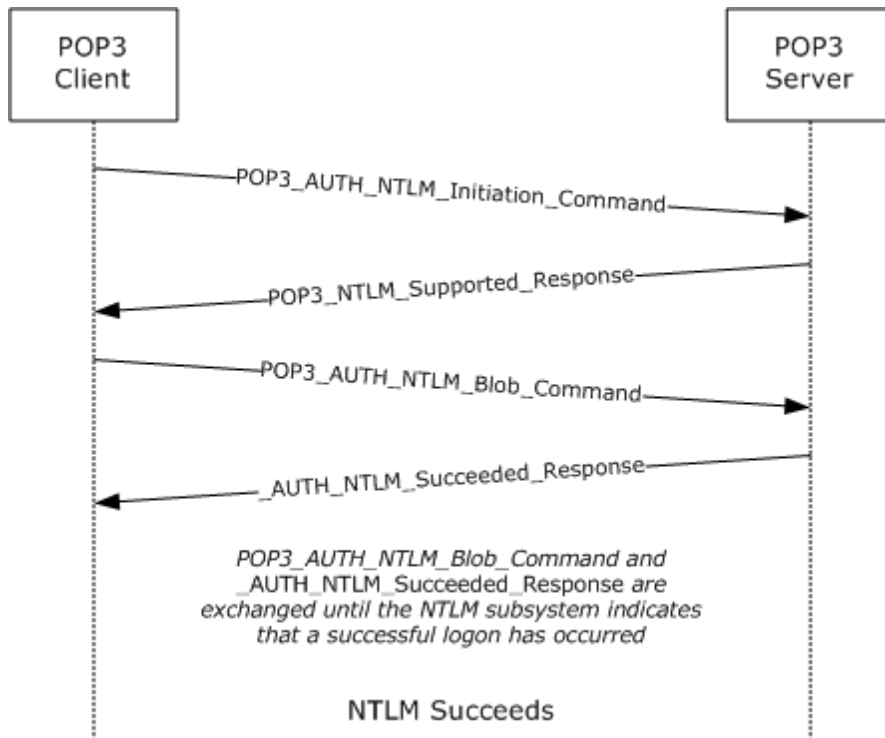 POP3
Client
POP3
Server
POP3_AUTH_NTLM_Initiation_Command
POP3_NTLM_Supported_Response
POP3_AUTH_NTLM_Blob_Command
_AUTH_NTLM_Succeeded_Response
POP3_AUTH_NTLM_Blob_Command and
_AUTH_NTLM_Succeeded_Response are
exchanged until the NTLM subsystem indicates
that a successful logon has occurred
NTLM Succeeds